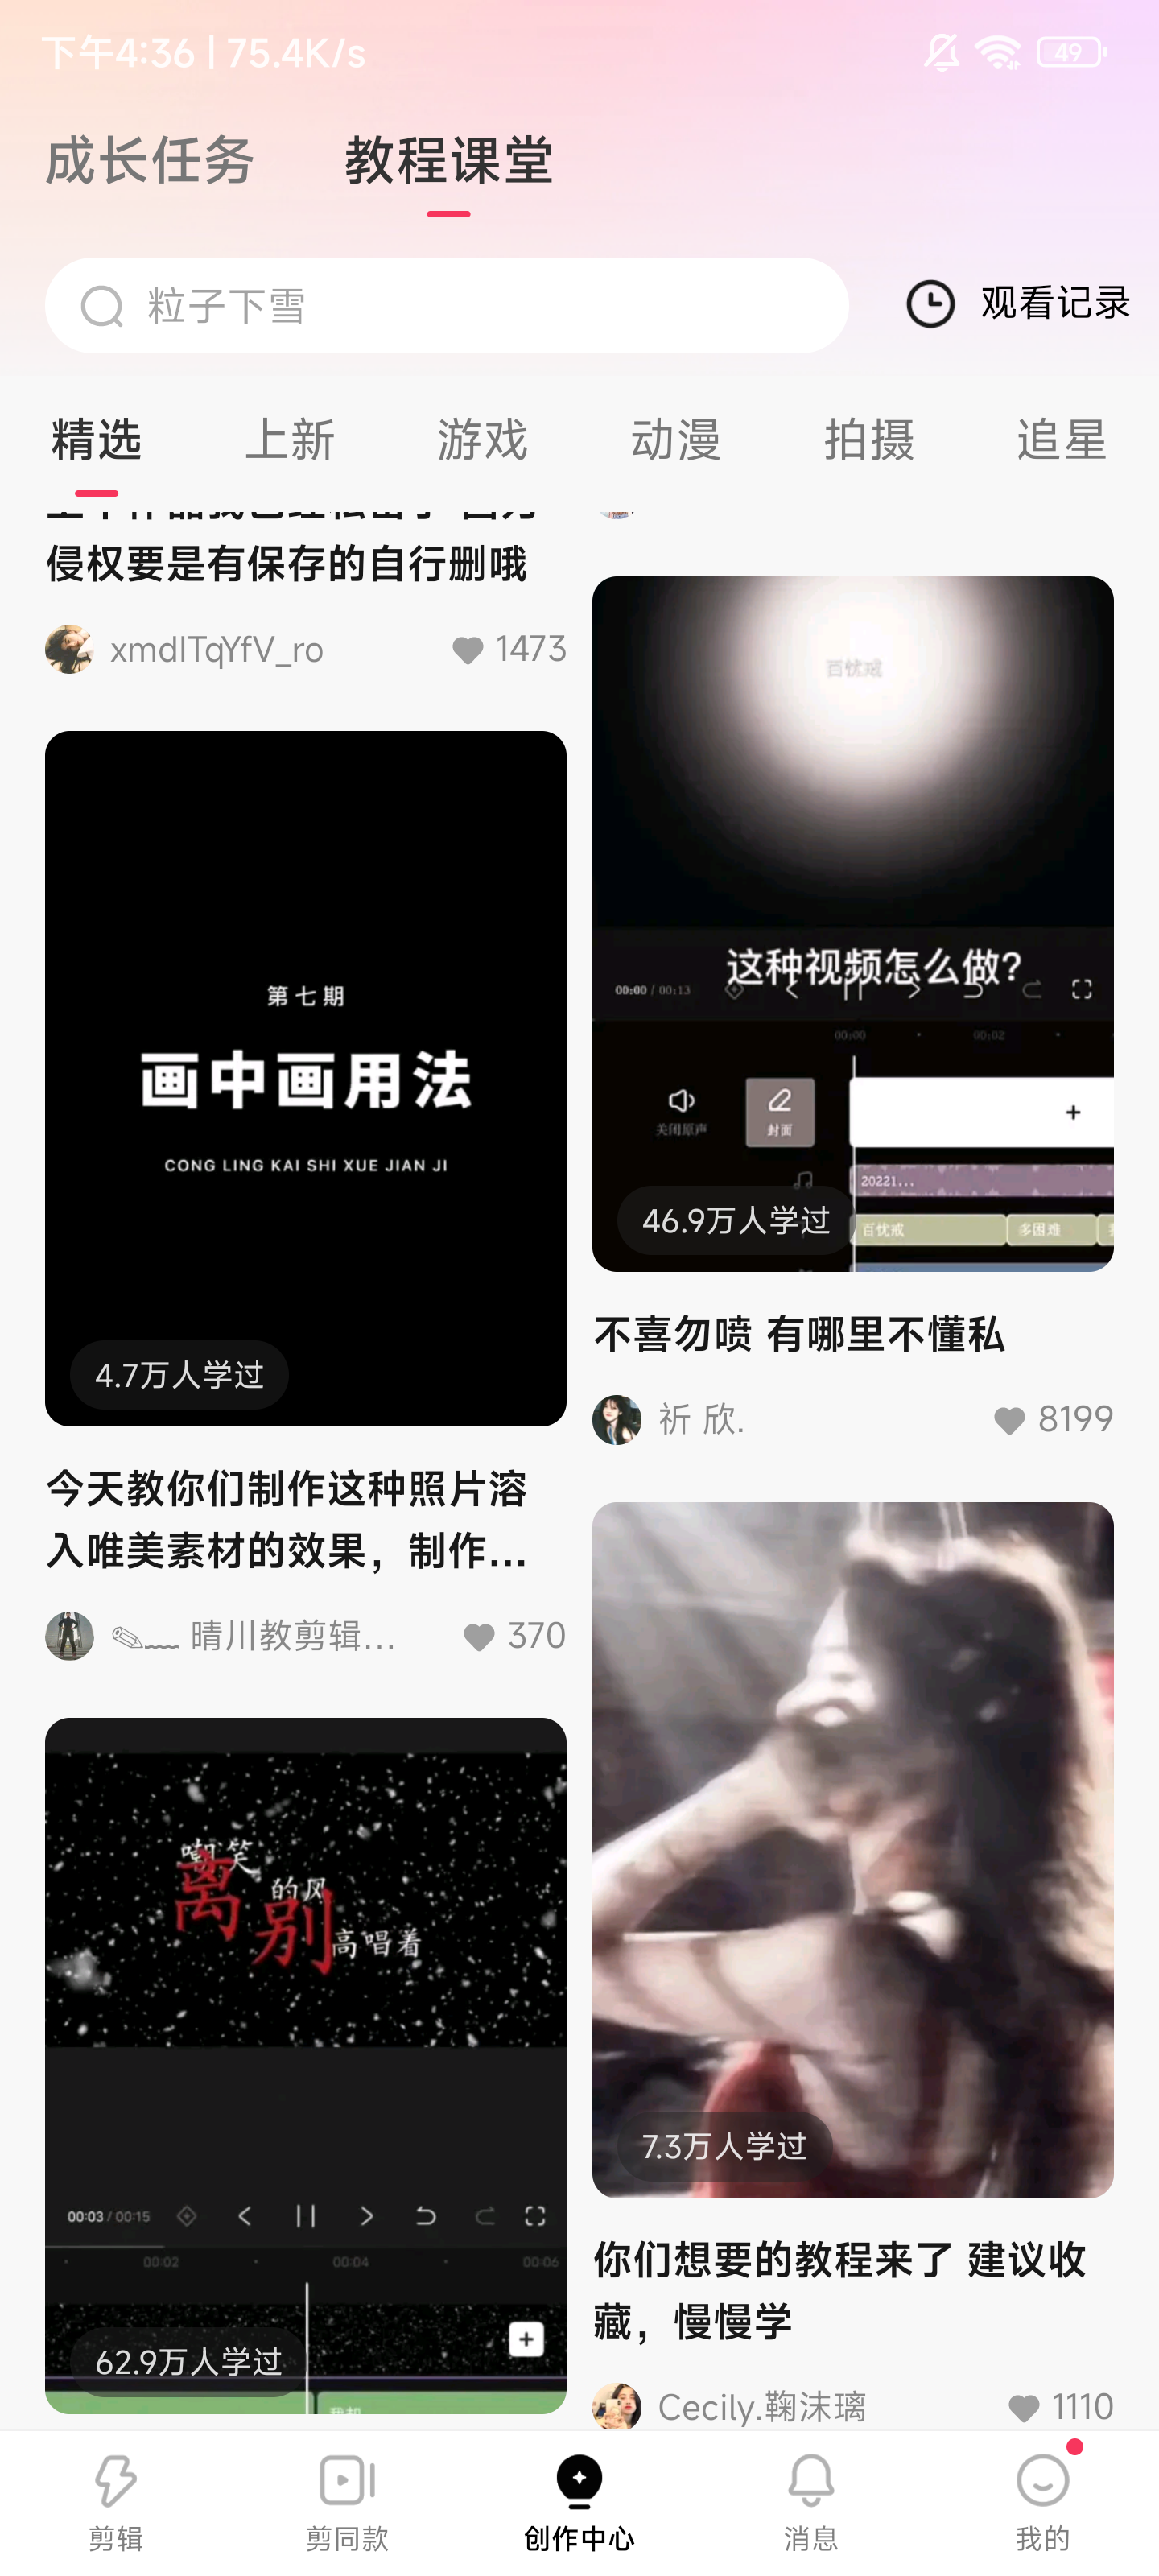 下午4:36 | 75.4K/s
49
成长任务 教程课堂
粒子下雪
观看记录
精选 上新 游戏 动漫 拍摄 追星
侵权要是有保存的自行删哦
xmdlTqYfV_ro 1473
第七期
画中画用法
CONG LING KAI SHI XUE JIAN JI
4.7万人学过
今天教你们制作这种照片溶
入唯美素材的效果，制作...
晴川教剪辑... 370
嘲笑
离
的风
别
高唱着
00:03 / 00:15
00:02 00:04 00:06
62.9万人学过
百忧戒
这种视频怎么做?
00:00 / 00:13
00:00 00:02
关闭原声
封面
20221...
百忧戒 多困难
46.9万人学过
不喜勿喷 有哪里不懂私
祈 欣. 8199
7.3万人学过
你们想要的教程来了 建议收
藏，慢慢学
Cecily.鞠沫璃 1110
剪辑 剪同款 创作中心 消息 我的